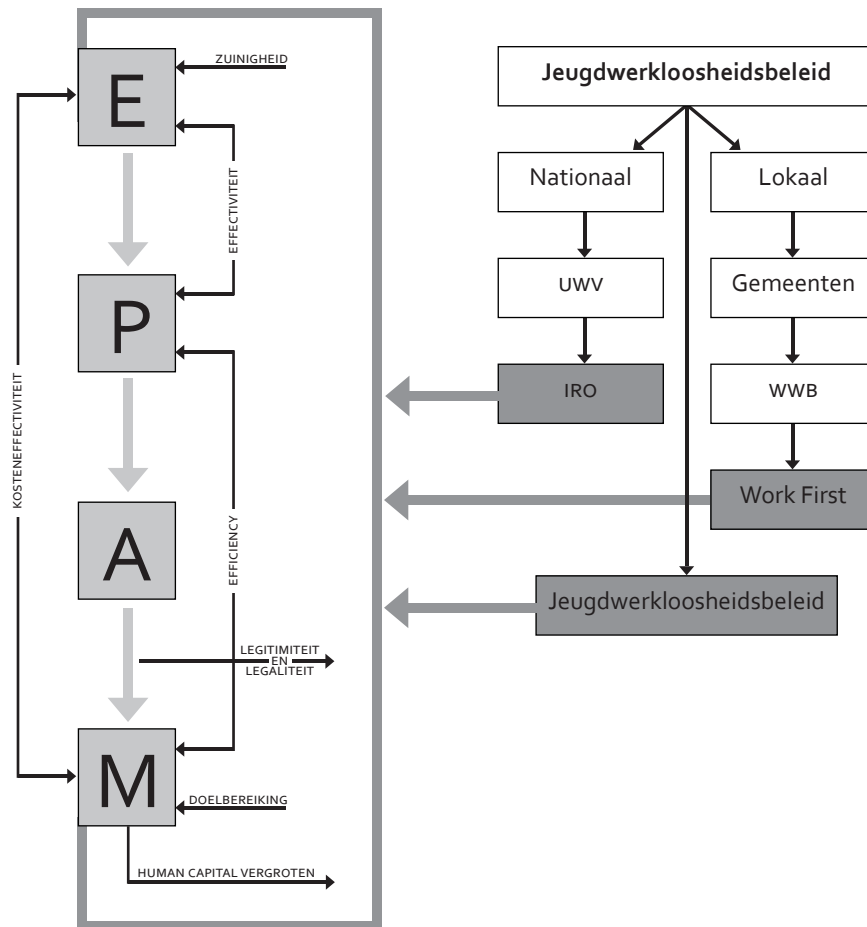 ZUINIGHEID
E
EFFECTIVITEIT
P
KOSTENEFFECTIVITEIT
A
EFFICIENCY
LEGITIMITEIT
EN
LEGALITEIT
M
DOELBEREIKING
HUMAN CAPITAL VERGROTEN
Jeugdwerkloosheidsbeleid
Nationaal
Lokaal
UWV
Gemeenten
IRO
WWB
Work First
Jeugdwerkloosheidsbeleid